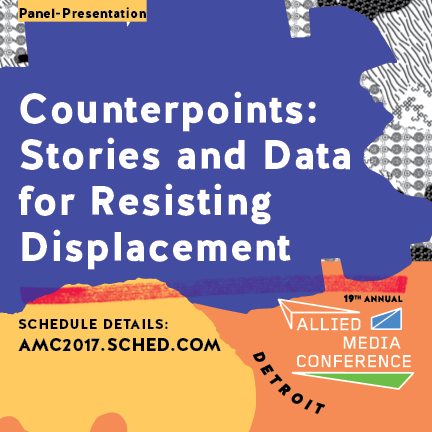 Panel-Presentation
Counterpoints:
Stories and Data
for Resisting
Displacement
SCHEDULE DETAILS:
AMC2017.SCHED.COM
19TH ANNUAL
ALLIED
MEDIA
CONFERENCE
DETROIT